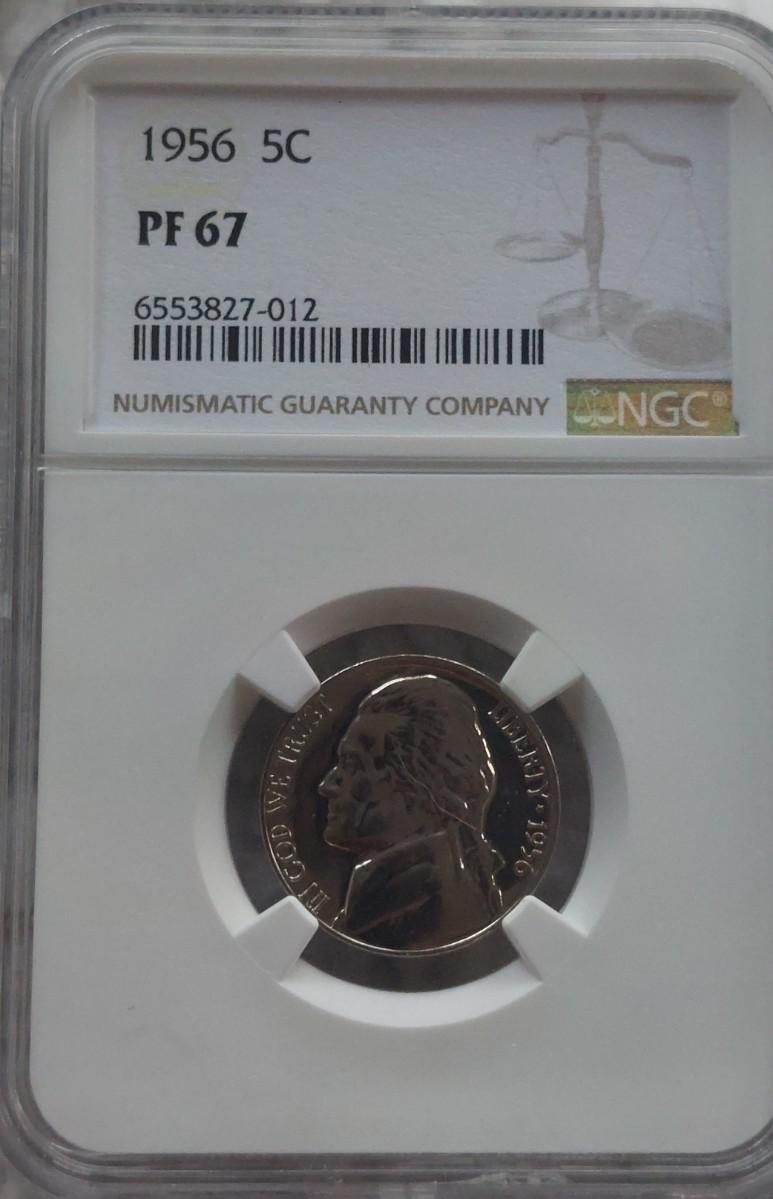 1956 5C
PF 67
6553827-012
NUMISMATIC GUARANTY COMPANY
NGC®
IN GOD WE TRUST
LIBERTY · 1956